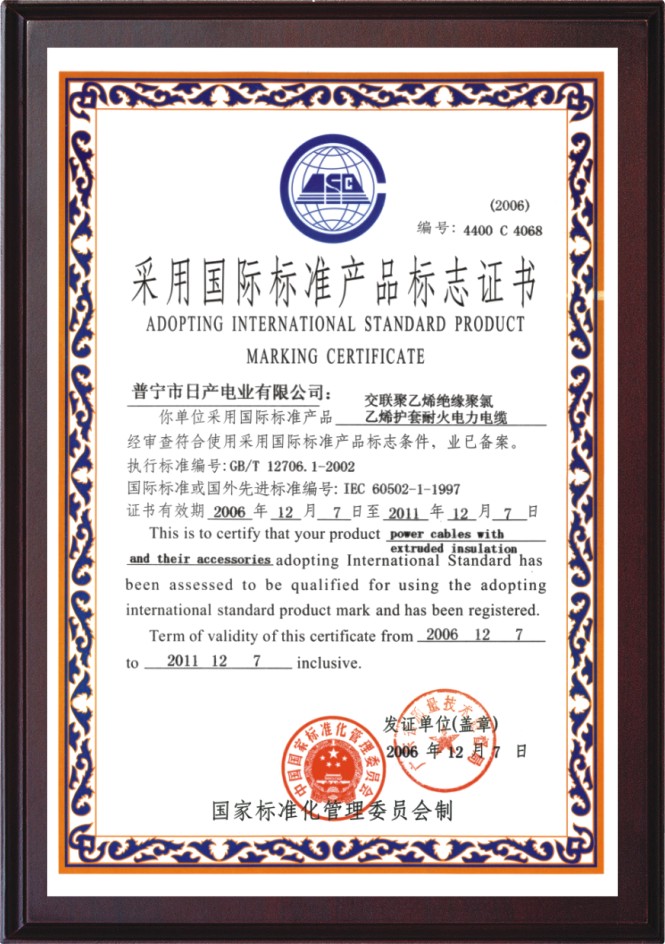 (2006)
编号: 4400 C 4068
采用国际标准产品标志证书
ADOPTING INTERNATIONAL STANDARD PRODUCT
MARKING CERTIFICATE
普宁市日产电业有限公司:
交联聚乙烯绝缘聚氯
你单位采用国际标准产品 乙烯护套耐火电力电缆
经审查符合使用采用国际标准产品标志条件，业已备案。
执行标准编号:GB/T 12706.1-2002
国际标准或国外先进标准编号: IEC 60502-1-1997
证书有效期 2006 年 12 月 7 日至 2011 年 12 月 7 日
This is to certify that your product power cables with
extruded insulation
and their accessories adopting International Standard has
been assessed to be qualified for using the adopting
international standard product mark and has been registered.
Term of validity of this certificate from 2006 12 7
to 2011 12 7 inclusive.
发证单位(盖章)
2006 年 12 月 7 日
中国国家标准化管理委员会
国家标准化管理委员会制